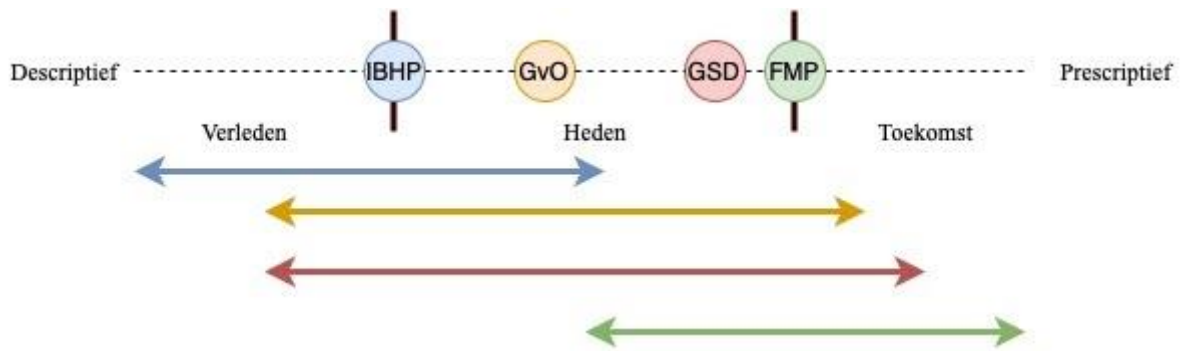 Descriptief IBHP GvO GSD FMP Prescriptief
Verleden Heden Toekomst